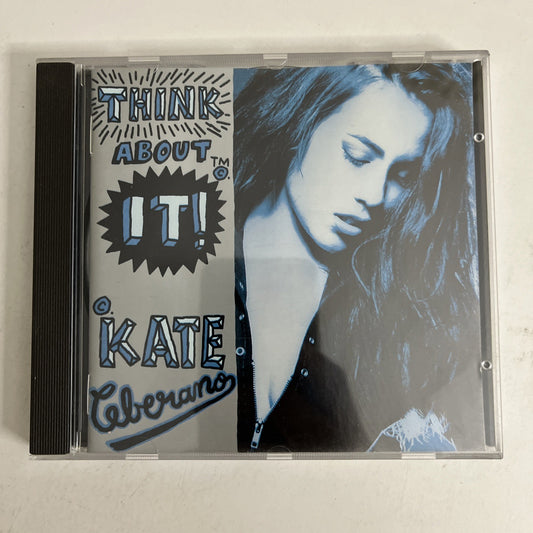 THINK
ABOUT ™
©.
IT!
©.
KATE
Ceberano